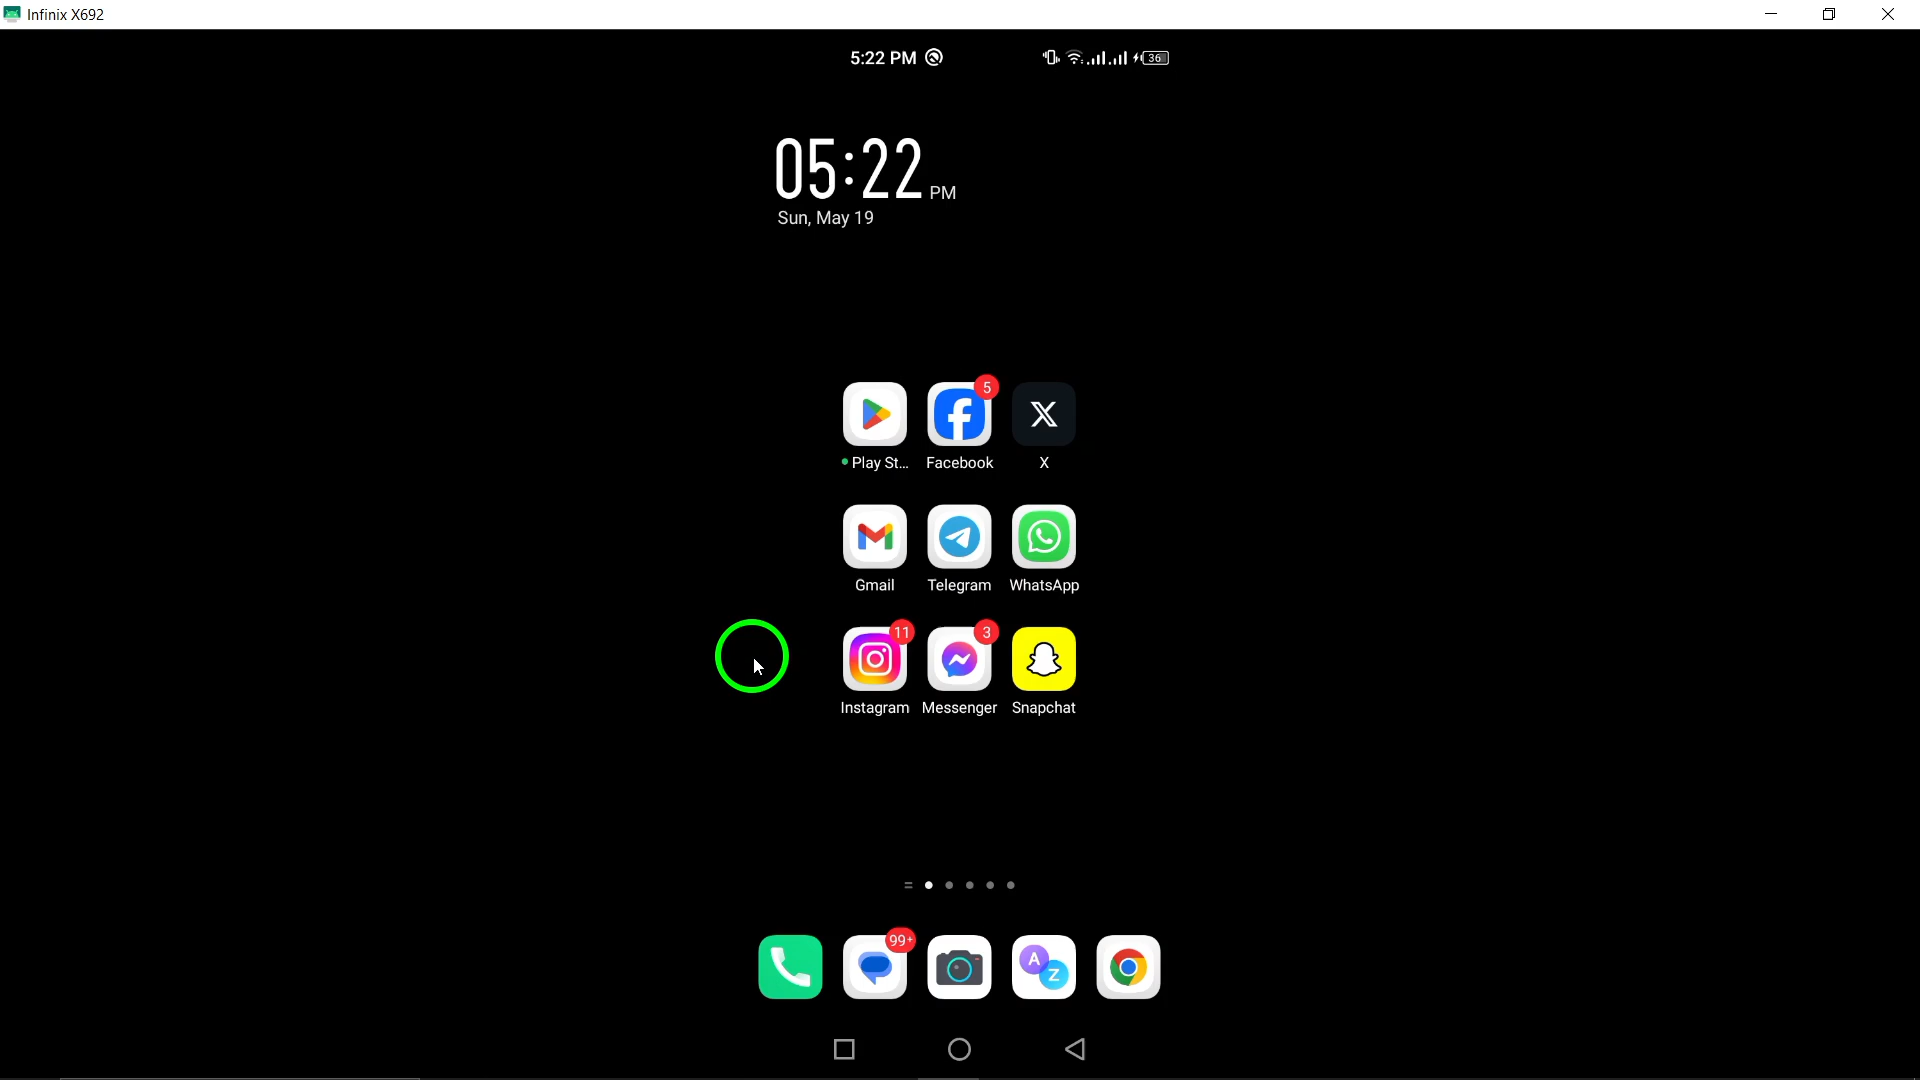 Infinix X692
5:22 PM
36
05:22 PM
Sun, May 19
5
Play St... Facebook X
Gmail Telegram WhatsApp
11 3
Instagram Messenger Snapchat
99+
A
Z